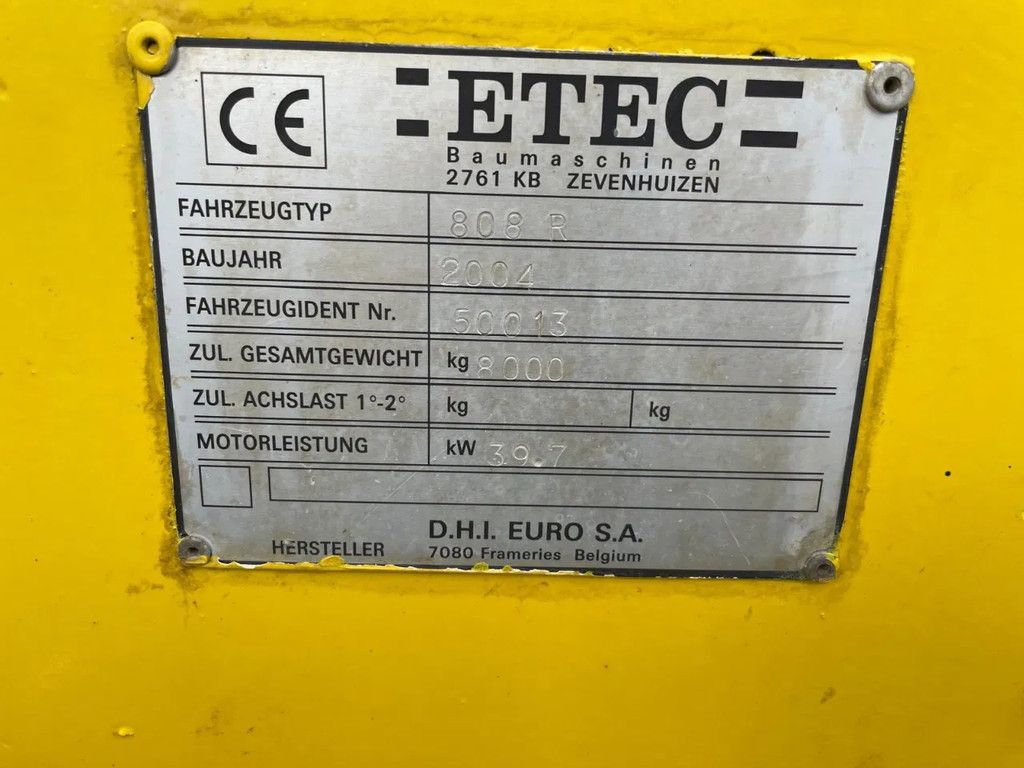 CE
ETEC
Baumaschinen
2761 KB ZEVENHUIZEN
FAHRZEUGTYP 808 R
BAUJAHR 2004
FAHRZEUGIDENT Nr. 50013
ZUL. GESAMTGEWICHT kg 8000
ZUL. ACHSLAST 1°-2° kg kg
MOTORLEISTUNG kW 39.7
D.H.I. EURO S.A.
HERSTELLER 7080 Frameries Belgium